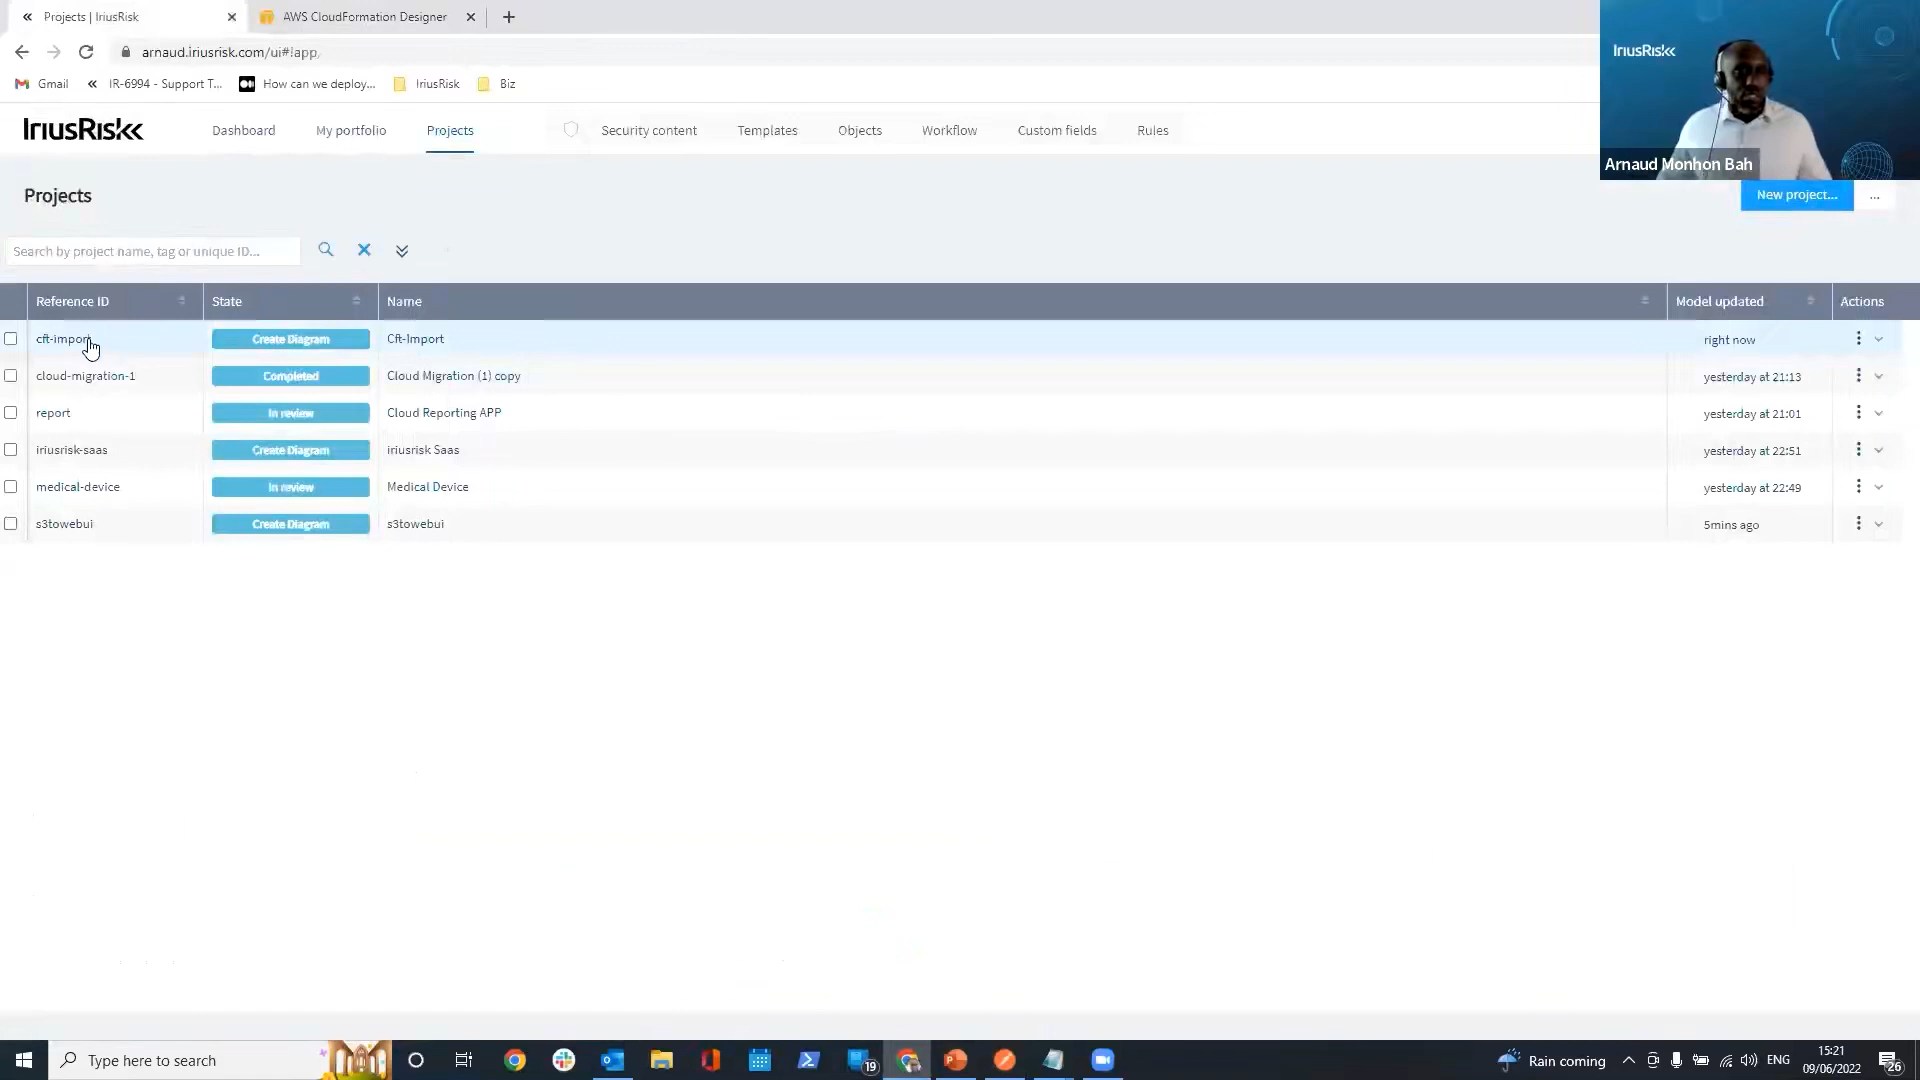 Projects | IriusRisk
AWS CloudFormation Designer
arnaud.iriusrisk.com/ui#!app,
Gmail
IR-6994 - Support T...
How can we deploy...
IriusRisk
Biz
IriusRisk
Dashboard
My portfolio
Projects
Security content
Templates
Objects
Workflow
Custom fields
Rules
IriusRisk
Arnaud Monhon Bah
Projects
New project...
...
Search by project name, tag or unique ID...
Reference ID State Name Model updated Actions
cft-import Create Diagram Cft-Import right now
cloud-migration-1 Completed Cloud Migration (1) copy yesterday at 21:13
report In review Cloud Reporting APP yesterday at 21:01
iriusrisk-saas Create Diagram iriusrisk Saas yesterday at 22:51
medical-device In review Medical Device yesterday at 22:49
s3towebui Create Diagram s3towebui 5mins ago
Type here to search
19
Rain coming
ENG
15:21
09/06/2022
26